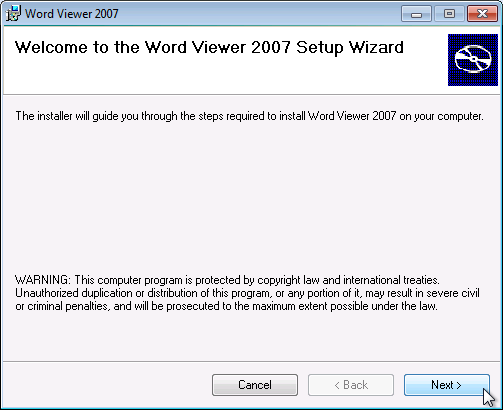 Word Viewer 2007
Welcome to the Word Viewer 2007 Setup Wizard
The installer will guide you through the steps required to install Word Viewer 2007 on your computer.
WARNING: This computer program is protected by copyright law and international treaties.
Unauthorized duplication or distribution of this program, or any portion of it, may result in severe civil
or criminal penalties, and will be prosecuted to the maximum extent possible under the law.
Cancel < Back Next >